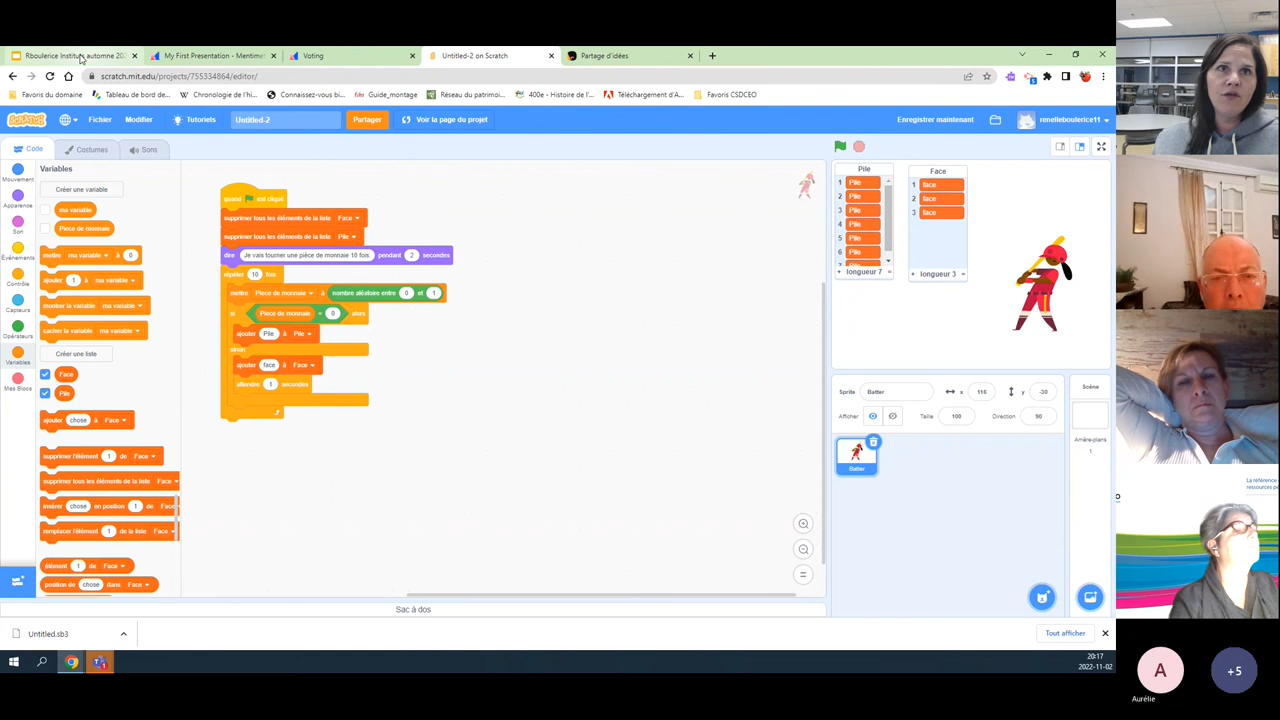 Rboulerice Institut automne 202
My First Presentation - Mentimet
Voting
Untitled-2 on Scratch
Partage d'idées
scratch.mit.edu/projects/755334864/editor/
Favoris du domaine
Tableau de bord de...
Chronologie de l'hi...
Connaissez-vous bi...
Guide_montage
Réseau du patrimoi...
400e - Histoire de l'...
Téléchargement d'A...
Favoris CSDCEO
SCRATCH
Fichier
Modifier
Tutoriels
Untitled-2
Partager
Voir la page du projet
Enregistrer maintenant
renelleboulerice11
Code
Costumes
Sons
Mouvement
Apparence
Son
Événements
Contrôle
Capteurs
Opérateurs
Variables
Mes Blocs
Variables
Créer une variable
ma variable
Piece de monnaie
mettre ma variable à 0
ajouter 1 à ma variable
montrer la variable ma variable
cacher la variable ma variable
Créer une liste
Face
Pile
ajouter chose à Face
supprimer l'élément 1 de Face
supprimer tous les éléments de la liste Face
insérer chose en position 1 de Face
remplacer l'élément 1 de la liste Face
élément 1 de Face
position de chose dans Face
quand est cliqué
supprimer tous les éléments de la liste Face
supprimer tous les éléments de la liste Pile
dire Je vais tourner une pièce de monnaie 10 fois pendant 2 secondes
répéter 10 fois
mettre Piece de monnaie à nombre aléatoire entre 0 et 1
si Piece de monnaie = 0 alors
ajouter Pile à Pile
sinon
ajouter face à Face
attendre 1 secondes
Pile
1 Pile
2 Pile
3 Pile
4 Pile
5 Pile
6 Pile
+ longueur 7 =
Face
1 face
2 face
3 face
+ longueur 3 =
Sprite
Batter
x
116
y
-30
Afficher
Taille
100
Direction
90
Batter
Scène
Arrière-plans
1
Sac à dos
Untitled.sb3
Tout afficher
20:17
2022-11-02
La référence
ressources pé
A
Aurélie
+5